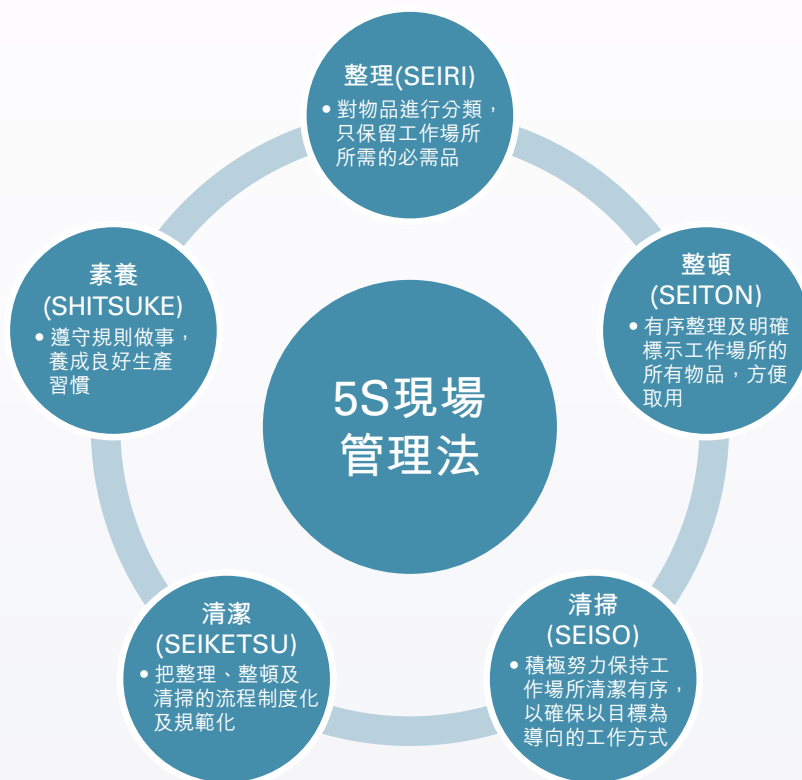 整理(SEIRI)
• 對物品進行分類，
只保留工作場所
所需的必需品
整頓
(SEITON)
• 有序整理及明確
標示工作場所的
所有物品，方便
取用
清掃
(SEISO)
• 積極努力保持工
作場所清潔有序，
以確保以目標為
導向的工作方式
清潔
(SEIKETSU)
• 把整理、整頓及
清掃的流程制度化
及規範化
素養
(SHITSUKE)
• 遵守規則做事，
養成良好生產
習慣
5S現場
管理法